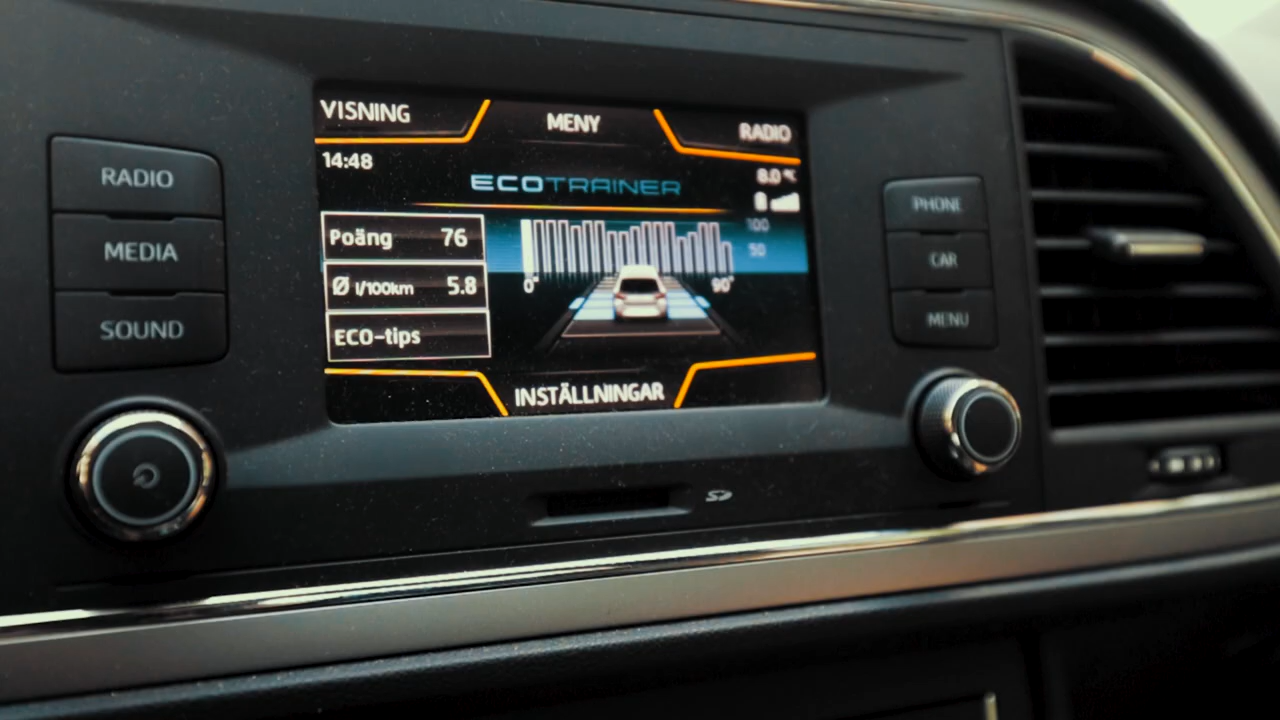 VISNING MENY RADIO
14:48 8.0 °C
ECOTRAINER
Poäng 76
Ø l/100km 5.8
ECO-tips
100
50
0" 90"
INSTÄLLNINGAR
RADIO
MEDIA
SOUND
PHONE
CAR
MENU
SD